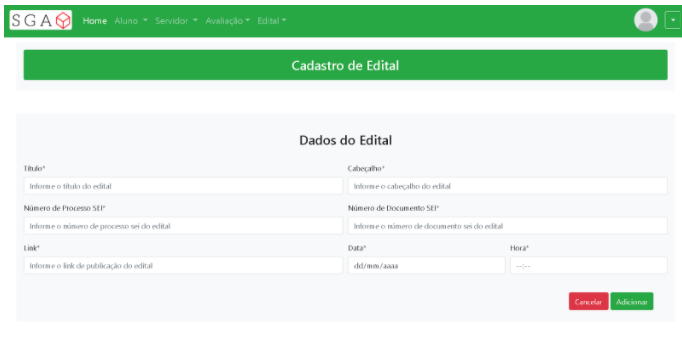 SGA Home Aluno Servidor Avaliação Edital
Cadastro de Edital
Dados do Edital
Título* Cabeçalho*
Informe o título do edital Informe o cabeçalho do edital
Número de Processo SEI* Número de Documento SEI*
Informe o número de processo sei do edital Informe o número de documento sei do edital
Link* Data* Hora*
Informe o link de publicação do edital dd/mm/aaaa --:--
Cancelar Adicionar